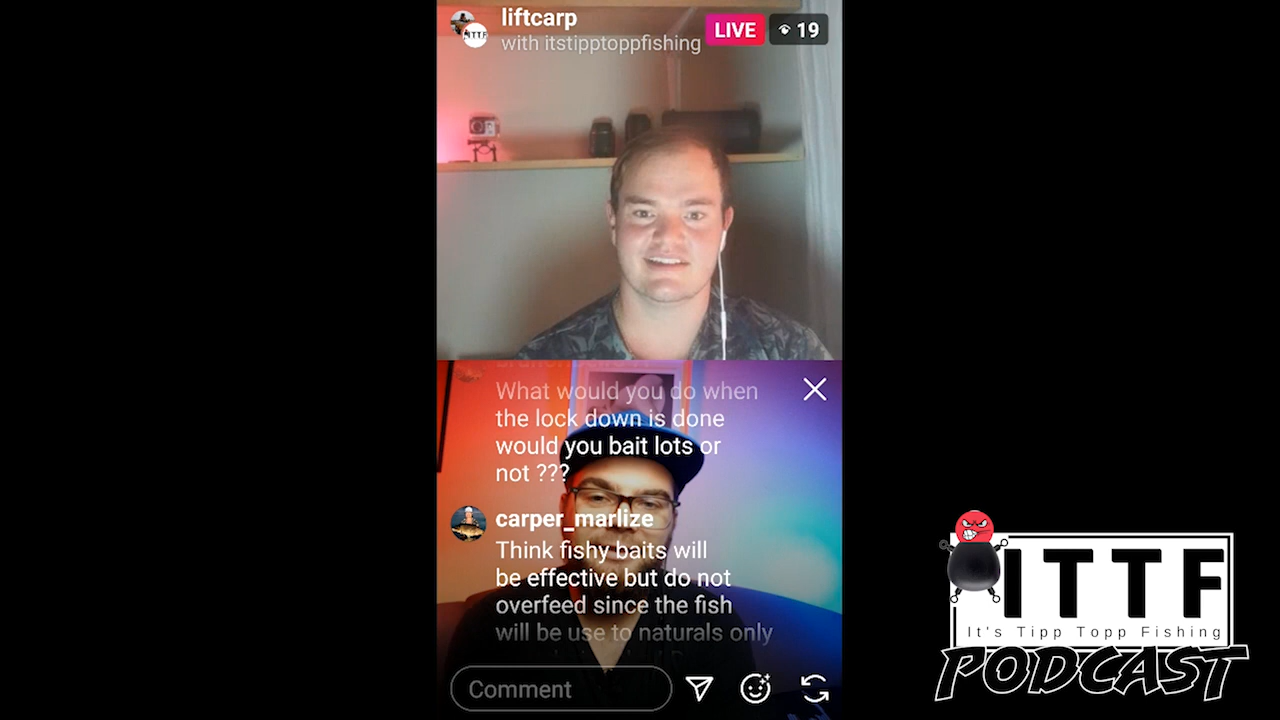 liftcarp
with itstipptoppfishing
LIVE
19
ITTF
What would you do when
the lock down is done
would you bait lots or
not ???
carper_marlize
Think fishy baits will
be effective but do not
overfeed since the fish
will be use to naturals only
Comment
ITTF
It's Tipp Topp Fishing
PODCAST